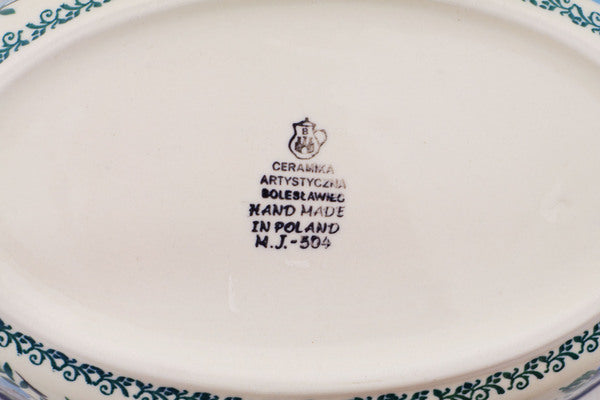 B
CERAMIKA
ARTYSTYCZNA
BOLESŁAWIEC
HAND MADE
IN POLAND
M.J.-504